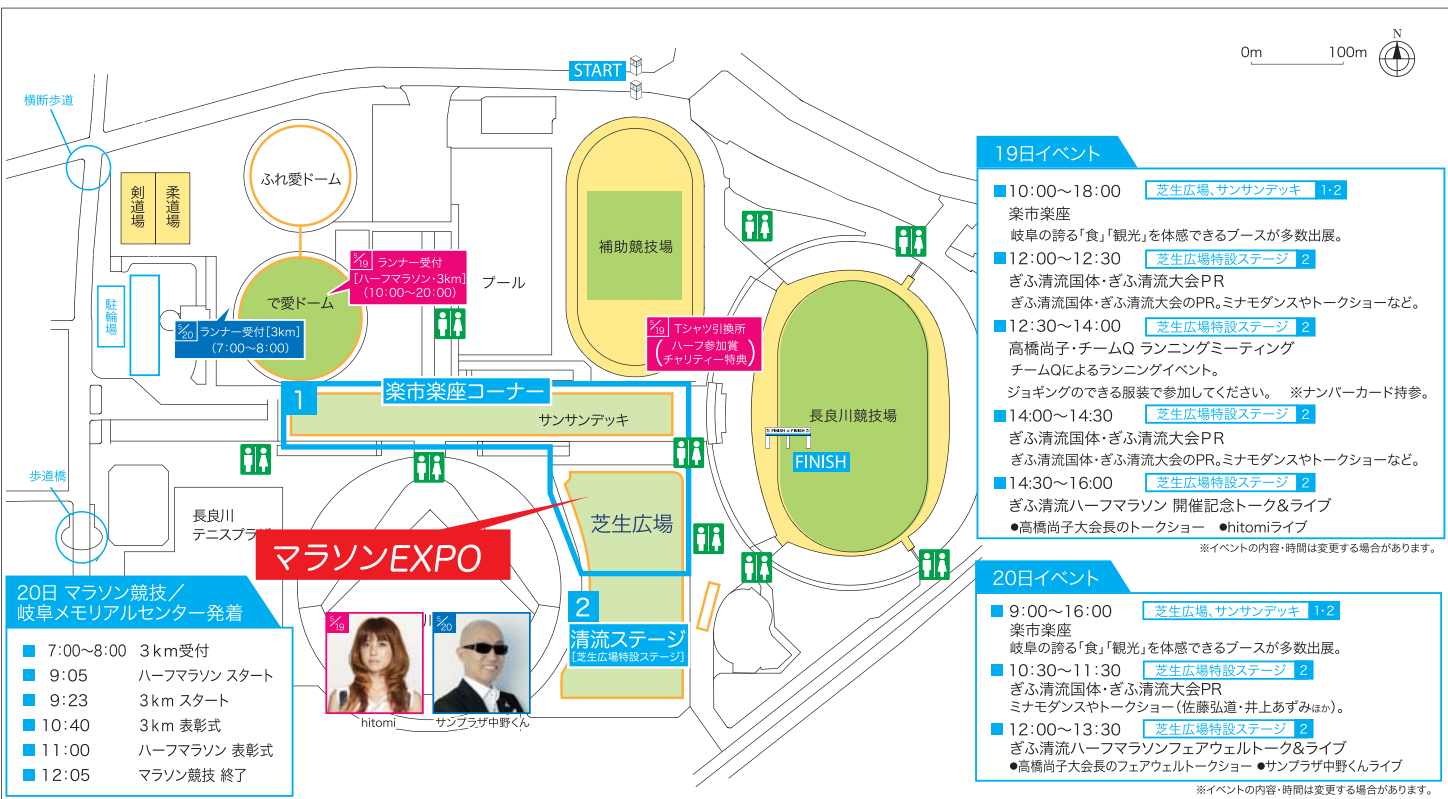 0m 100m
N
START
横断歩道
ふれ愛ドーム
剣道場
柔道場
補助競技場
プール
5/19 ランナー受付
[ハーフマラソン・3km]
(10:00〜20:00)
で愛ドーム
駐輪場
5/20 ランナー受付[3km]
(7:00〜8:00)
5/19 Tシャツ引換所
(ハーフ参加賞
チャリティー特典)
1
楽市楽座コーナー
サンサンデッキ
長良川競技場
FINISH
FINISH
歩道橋
長良川
テニスプラザ
芝生広場
マラソンEXPO
2
清流ステージ
[芝生広場特設ステージ]
川
5/19
hitomi
5/20
サンプラザ中野くん
20日 マラソン競技/
岐阜メモリアルセンター発着
■ 7:00〜8:00 3km受付
■ 9:05 ハーフマラソン スタート
■ 9:23 3km スタート
■ 10:40 3km 表彰式
■ 11:00 ハーフマラソン 表彰式
■ 12:05 マラソン競技 終了
19日イベント
■10:00〜18:00 芝生広場、サンサンデッキ 1・2
楽市楽座
岐阜の誇る「食」「観光」を体感できるブースが多数出展。
■12:00〜12:30 芝生広場特設ステージ 2
ぎふ清流国体・ぎふ清流大会PR
ぎふ清流国体・ぎふ清流大会のPR。ミナモダンスやトークショーなど。
■12:30〜14:00 芝生広場特設ステージ 2
高橋尚子・チームQ ランニングミーティング
チームQによるランニングイベント。
ジョギングのできる服装で参加してください。 ※ナンバーカード持参。
■14:00〜14:30 芝生広場特設ステージ 2
ぎふ清流国体・ぎふ清流大会PR
ぎふ清流国体・ぎふ清流大会のPR。ミナモダンスやトークショーなど。
■14:30〜16:00 芝生広場特設ステージ 2
ぎふ清流ハーフマラソン 開催記念トーク&ライブ
●高橋尚子大会長のトークショー ●hitomiライブ
※イベントの内容・時間は変更する場合があります。
20日イベント
■ 9:00〜16:00 芝生広場、サンサンデッキ 1・2
楽市楽座
岐阜の誇る「食」「観光」を体感できるブースが多数出展。
■10:30〜11:30 芝生広場特設ステージ 2
ぎふ清流国体・ぎふ清流大会PR
ミナモダンスやトークショー(佐藤弘道・井上あずみほか)。
■12:00〜13:30 芝生広場特設ステージ 2
ぎふ清流ハーフマラソンフェアウェルトーク&ライブ
●高橋尚子大会長のフェアウェルトークショー ●サンプラザ中野くんライブ
※イベントの内容・時間は変更する場合があります。